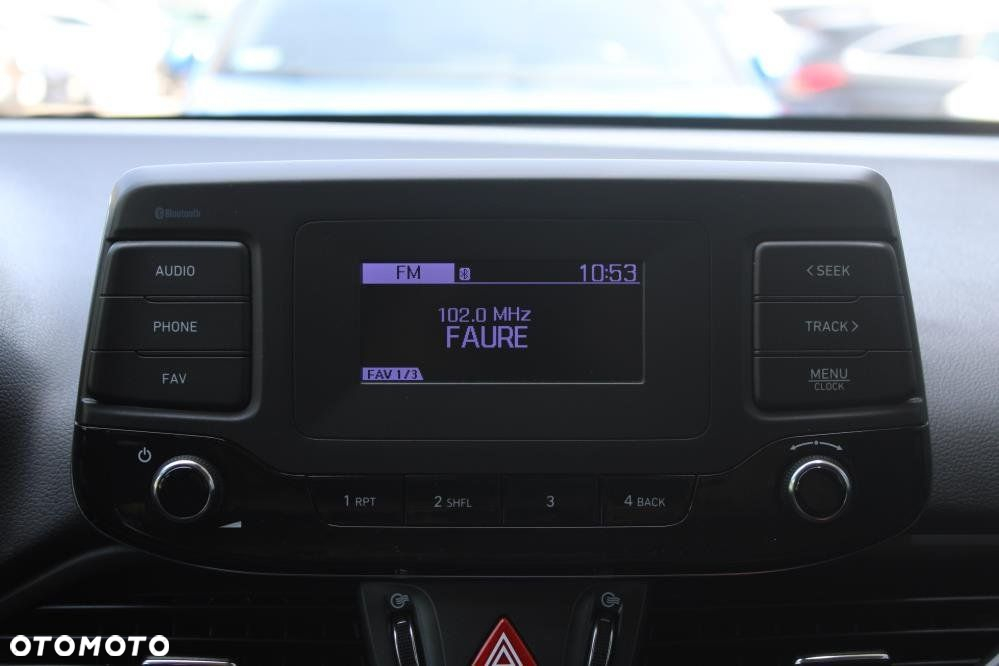 Bluetooth
AUDIO
PHONE
FAV
FM 10:53
102.0 MHz
FAURE
FAV 1/3
< SEEK
TRACK >
MENU
CLOCK
1 RPT
2 SHFL
3
4 BACK
OTOMOTO